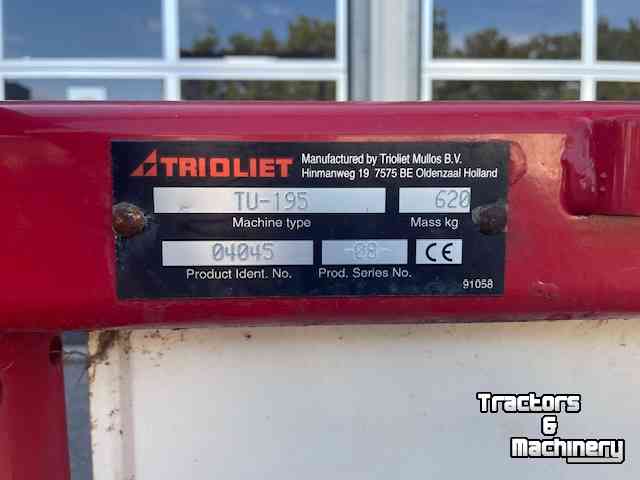 TRIOLIET
Manufactured by Trioliet Mullos B.V.
Hinmanweg 19 7575 BE Oldenzaal Holland
TU-195 620
Machine type Mass kg
04045 -08- CE
Product Ident. No. Prod. Series No.
91058
Tractors
&
Machinery